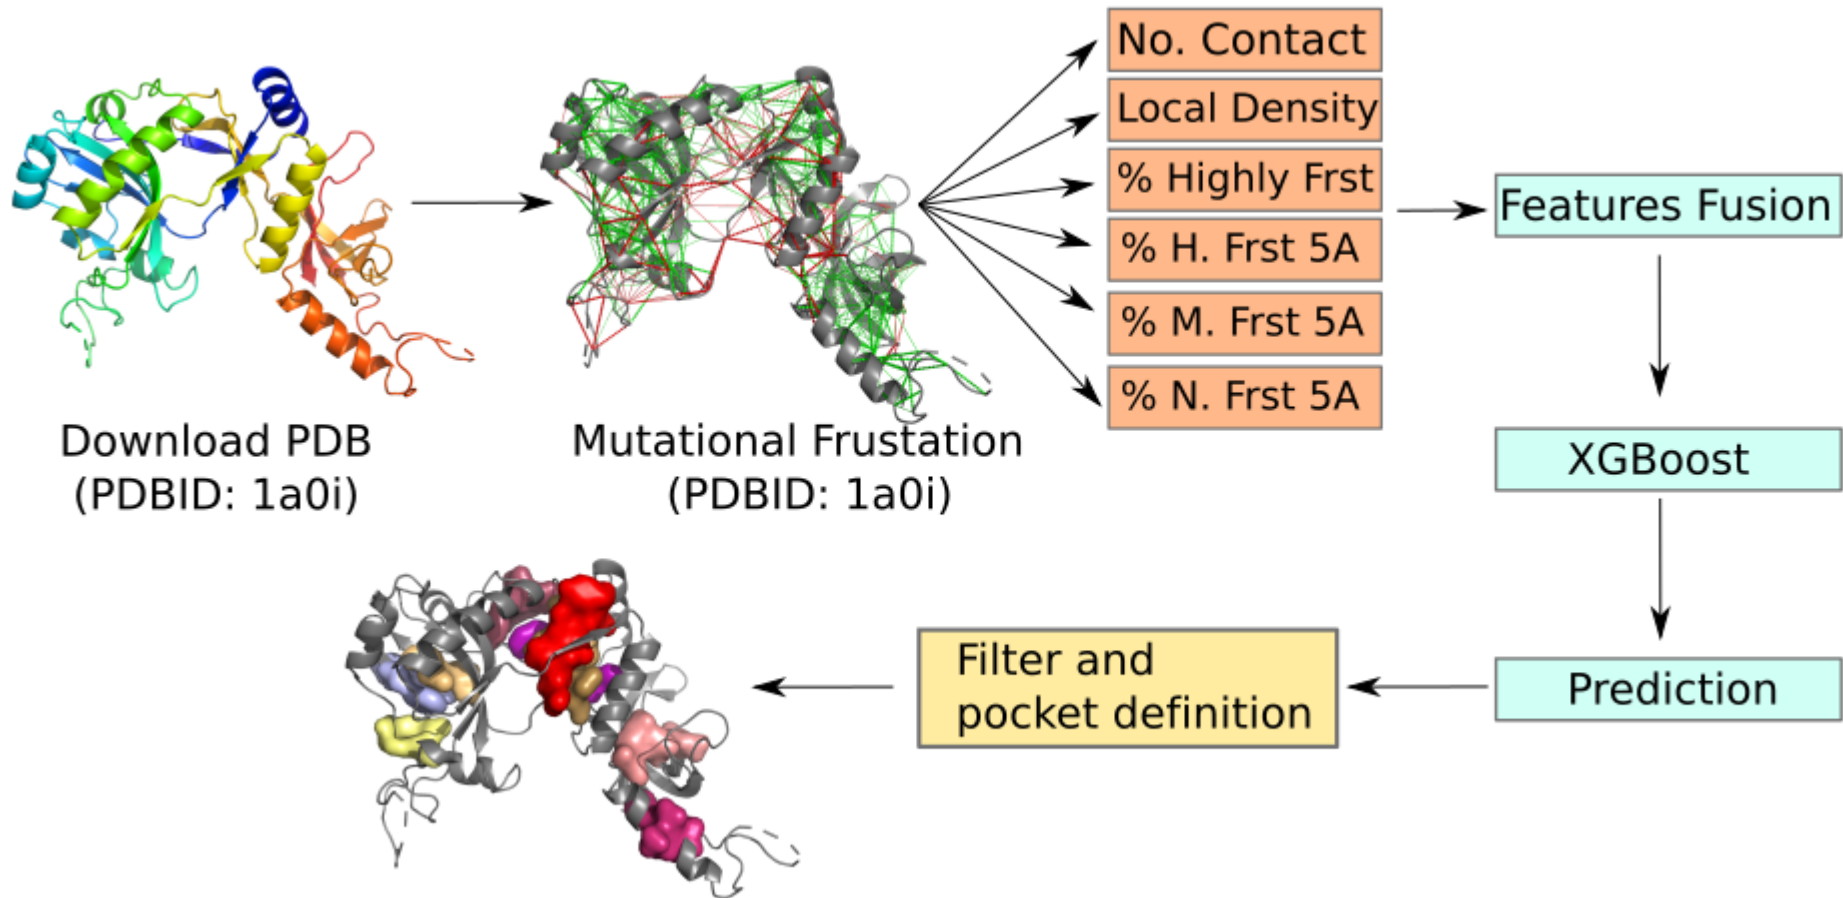 Download PDB
(PDBID: 1a0i)
Mutational Frustation
(PDBID: 1a0i)
No. Contact
Local Density
% Highly Frst
% H. Frst 5A
% M. Frst 5A
% N. Frst 5A
Features Fusion
XGBoost
Prediction
Filter and
pocket definition